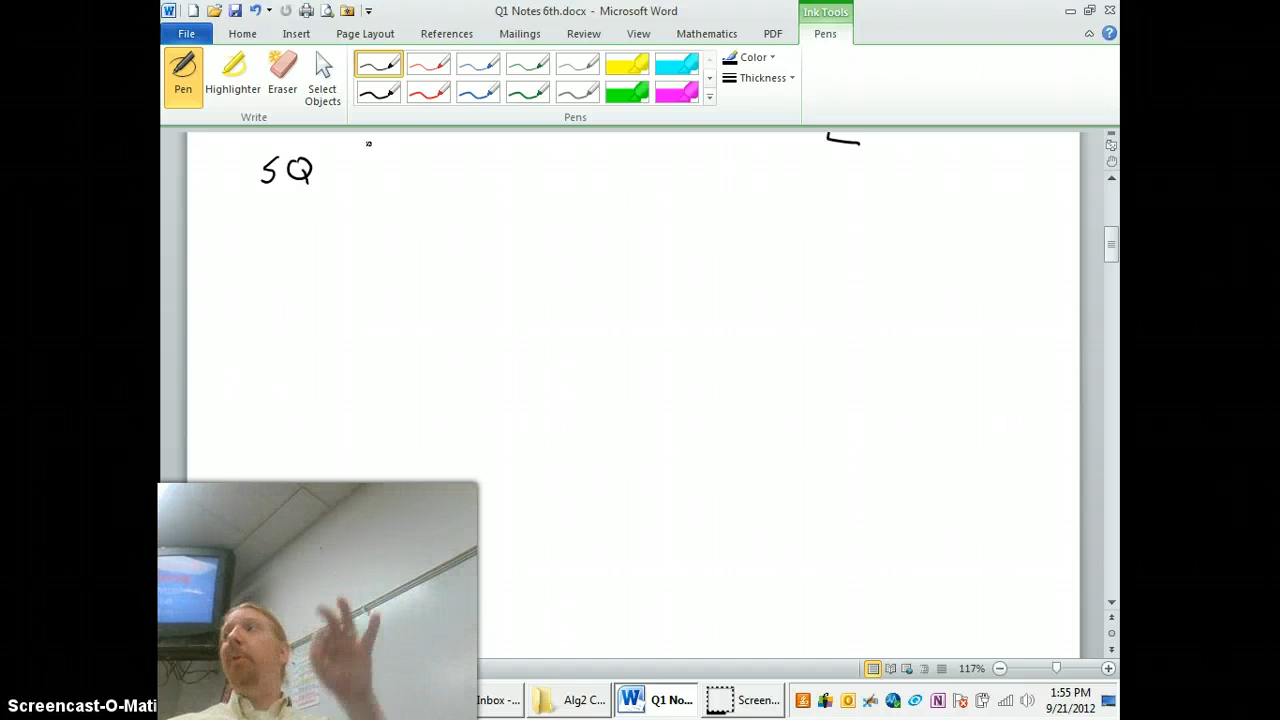 Q1 Notes 6th.docx - Microsoft Word
Ink Tools
File Home Insert Page Layout References Mailings Review View Mathematics PDF Pens
Pen Highlighter Eraser Select Objects
Color
Thickness
Write
Pens
SQ
117%
Inbox -... Alg2 C... Q1 No... Screen...
1:55 PM
9/21/2012
Screencast-O-Mati